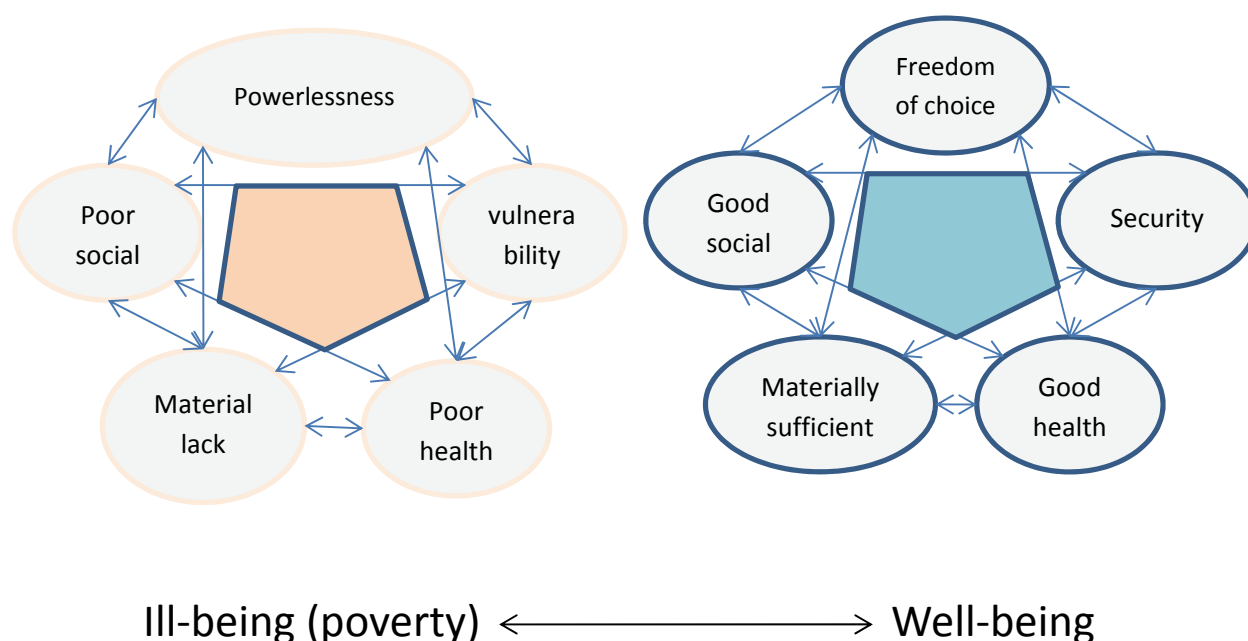 Powerlessness
Poor
social
vulnera
bility
Material
lack
Poor
health
Freedom
of choice
Good
social
Security
Materially
sufficient
Good
health
Ill-being (poverty)
Well-being